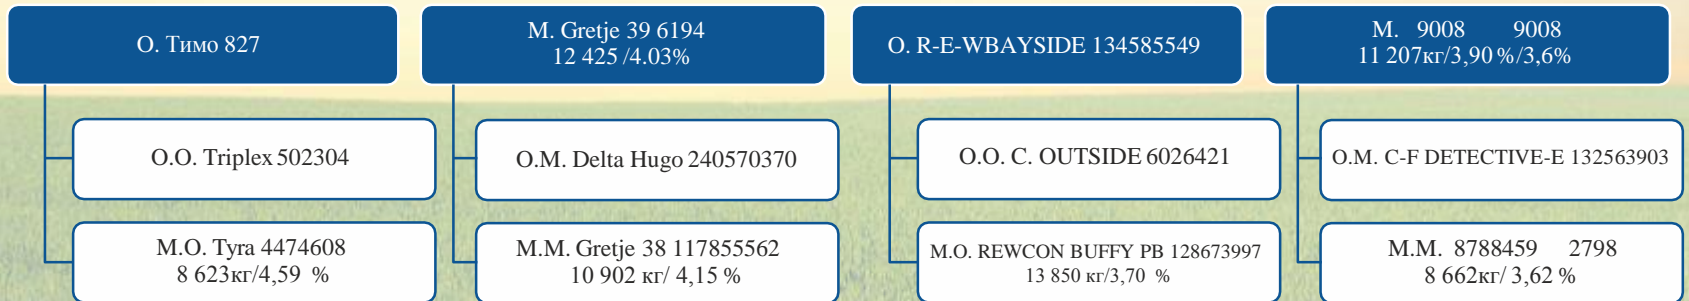 О. Тимо 827
М. Gretje 39 6194
12 425 /4.03%
О. R-E-WBAYSIDE 134585549
М. 9008 9008
11 207кг/3,90 %/3,6%
О.О. Triplex 502304
О.М. Delta Hugo 240570370
О.О. C. OUTSIDE 6026421
О.М. C-F DETECTIVE-E 132563903
М.О. Tyra 4474608
8 623кг/4,59 %
М.М. Gretje 38 117855562
10 902 кг/ 4,15 %
М.О. REWCON BUFFY PB 128673997
13 850 кг/3,70 %
М.М. 8788459 2798
8 662кг/ 3,62 %